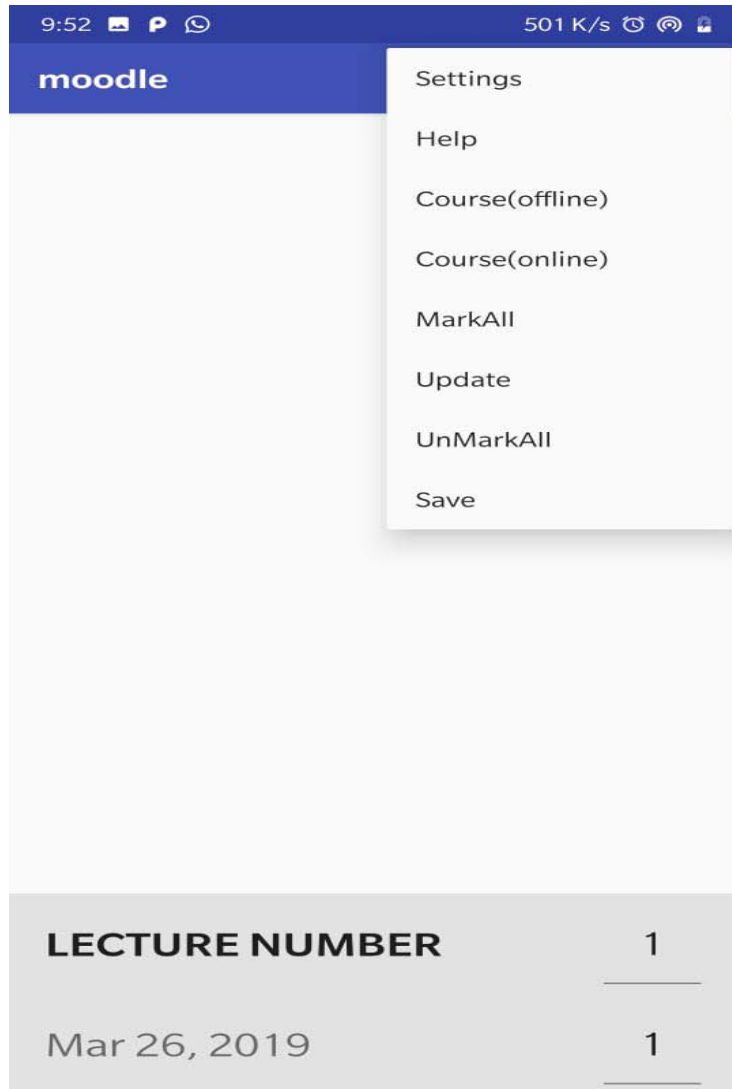 9:52 501 K/s
moodle
Settings
Help
Course(offline)
Course(online)
MarkAll
Update
UnMarkAll
Save
LECTURE NUMBER 1
Mar 26, 2019 1